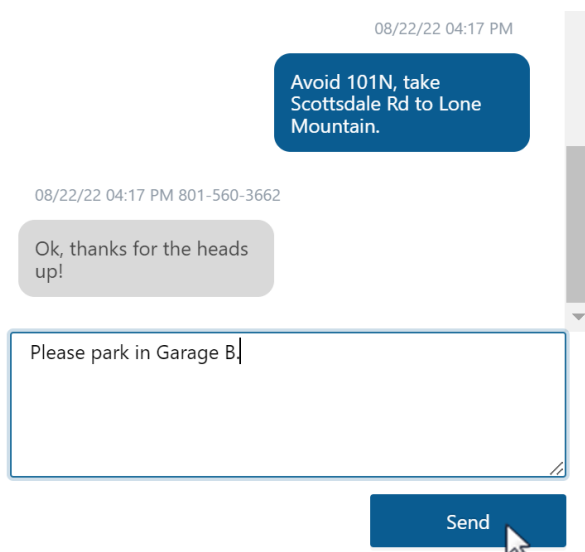 08/22/22 04:17 PM
Avoid 101N, take
Scottsdale Rd to Lone
Mountain.
08/22/22 04:17 PM 801-560-3662
Ok, thanks for the heads
up!
Please park in Garage B.
Send